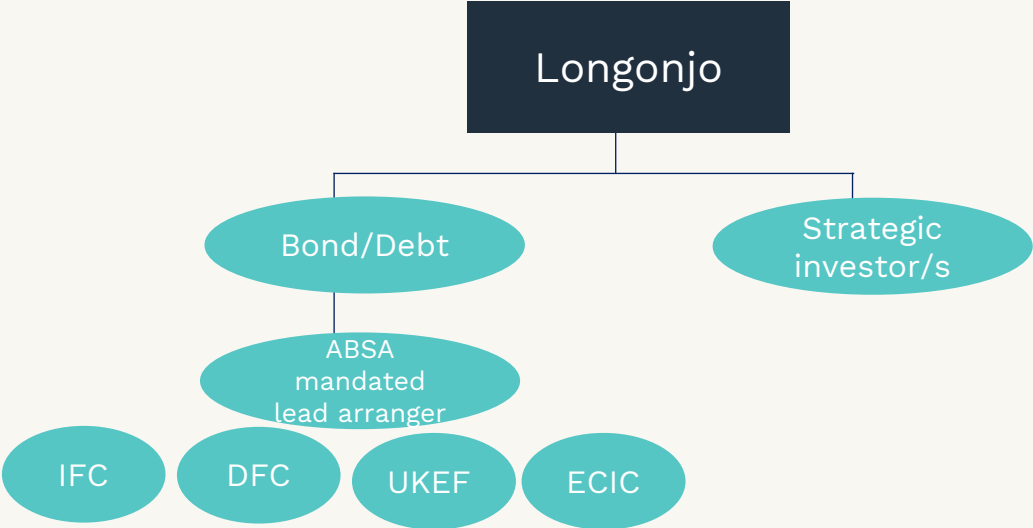 Longonjo
Bond/Debt
Strategic
investor/s
ABSA
mandated
lead arranger
IFC
DFC
UKEF
ECIC